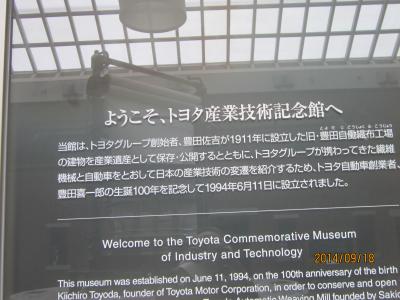 ようこそ、トヨタ産業技術記念館へ
当館は、トヨタグループ創始者、豊田佐吉が1911年に設立した旧・豊田自働織布工場
の建物を産業遺産として保存・公開するとともに、トヨタグループが携わってきた繊維
機械と自動車をとおして日本の産業技術の変遷を紹介するため、トヨタ自動車創業者、
豊田喜一郎の生誕100年を記念して1994年6月11日に設立されました。
Welcome to the Toyota Commemorative Museum
of Industry and Technology
2014/09/18
This museum was established on June 11, 1994, on the 100th anniversary of the birth
Kiichiro Toyoda, founder of Toyota Motor Corporation, in order to conserve and open
Automatic Weaving Mill founded by Sakic